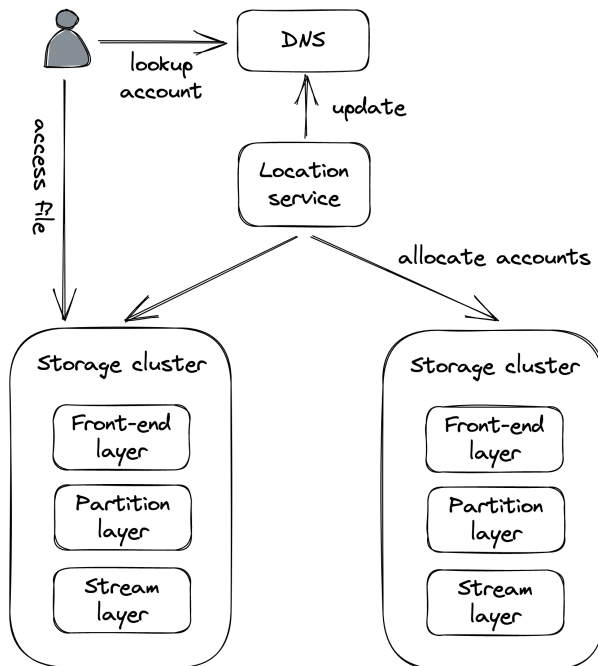 DNS
lookup
account
update
access file
Location
service
allocate accounts
Storage cluster
Front-end
layer
Partition
layer
Stream
layer
Storage cluster
Front-end
layer
Partition
layer
Stream
layer